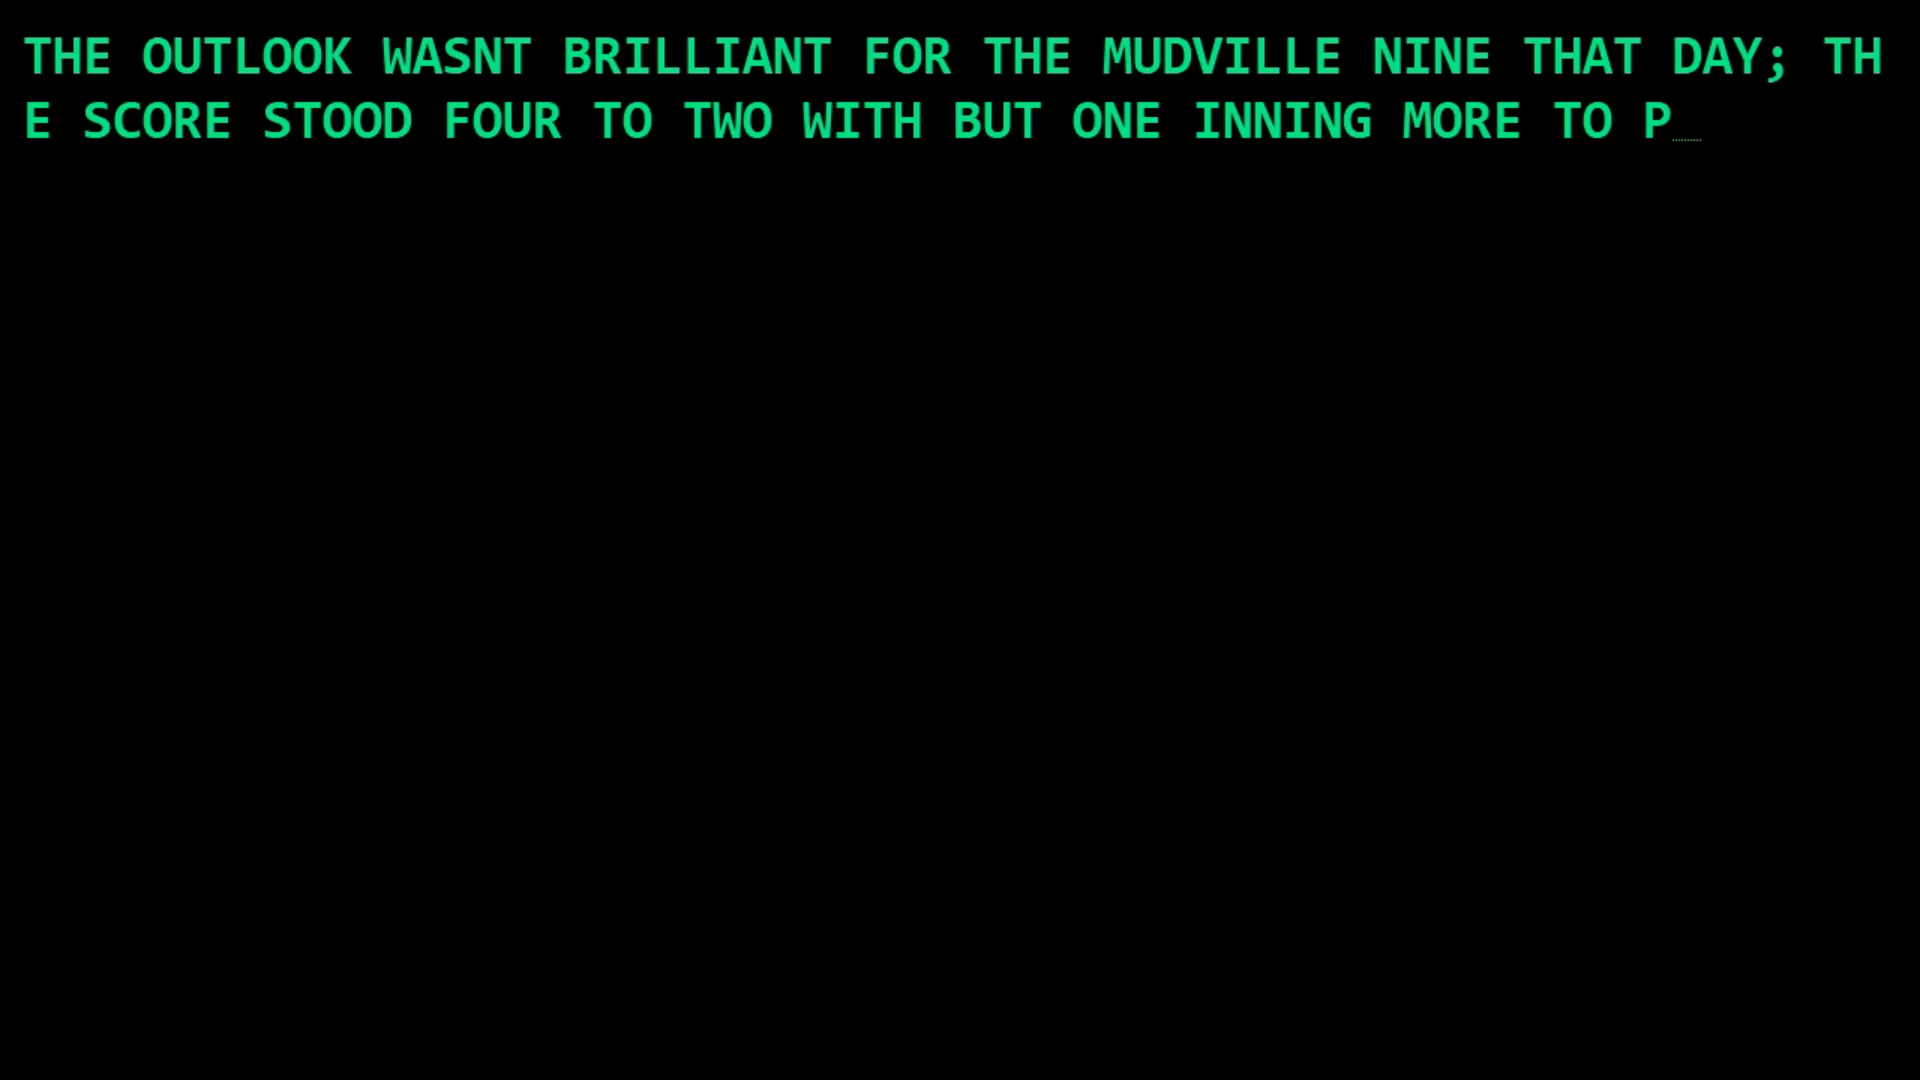 THE OUTLOOK WASNT BRILLIANT FOR THE MUDVILLE NINE THAT DAY; TH
E SCORE STOOD FOUR TO TWO WITH BUT ONE INNING MORE TO P_